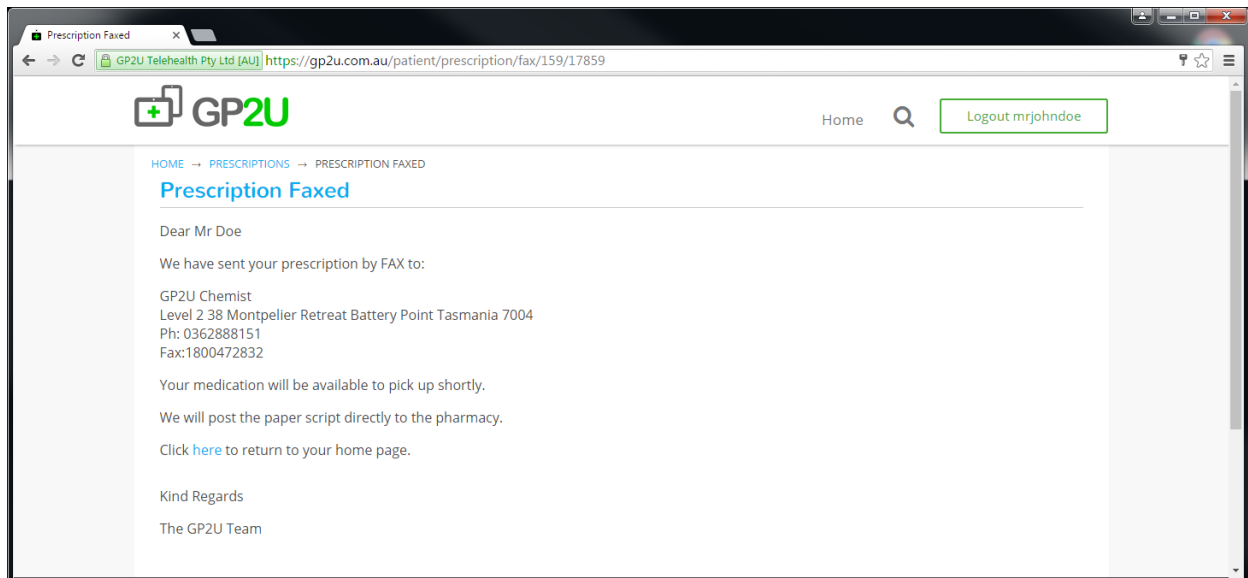 Prescription Faxed
GP2U Telehealth Pty Ltd [AU] https://gp2u.com.au/patient/prescription/fax/159/17859
GP2U
Home
Logout mrjohndoe
HOME → PRESCRIPTIONS → PRESCRIPTION FAXED
Prescription Faxed
Dear Mr Doe
We have sent your prescription by FAX to:
GP2U Chemist
Level 2 38 Montpelier Retreat Battery Point Tasmania 7004
Ph: 0362888151
Fax:1800472832
Your medication will be available to pick up shortly.
We will post the paper script directly to the pharmacy.
Click here to return to your home page.
Kind Regards
The GP2U Team